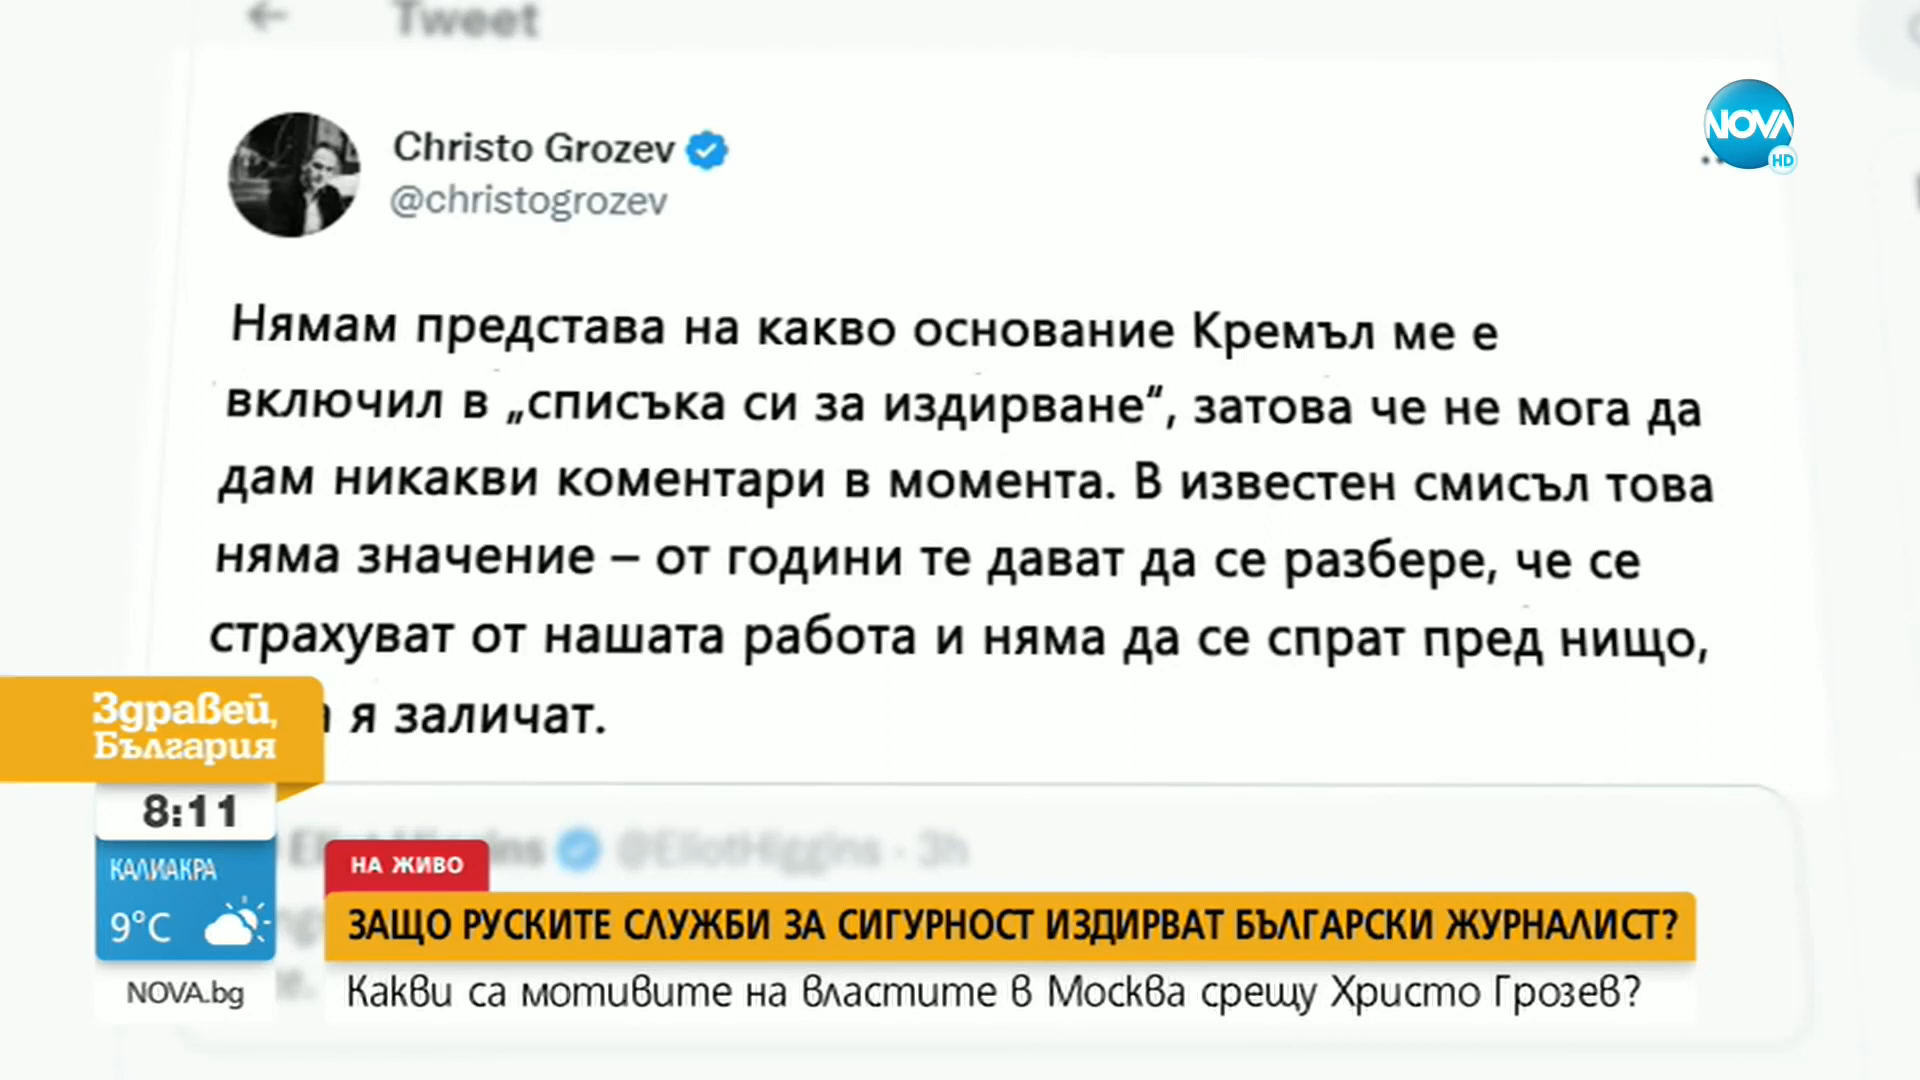 Tweet
NOVA
HD
Christo Grozev
@christogrozev
Нямам представа на какво основание Кремъл ме е
включил в „списъка си за издирване“, затова че не мога да
дам никакви коментари в момента. В известен смисъл това
няма значение – от години те дават да се разбере, че се
страхуват от нашата работа и няма да се спрат пред нищо,
я заличат.
Здравей,
България
8:11
@EliotHiggins · 3h
КАЛИАКРА
9°C
НА ЖИВО
ЗАЩО РУСКИТЕ СЛУЖБИ ЗА СИГУРНОСТ ИЗДИРВАТ БЪЛГАРСКИ ЖУРНАЛИСТ?
NOVA.bg
Какви са мотивите на властите в Москва срещу Христо Грозев?